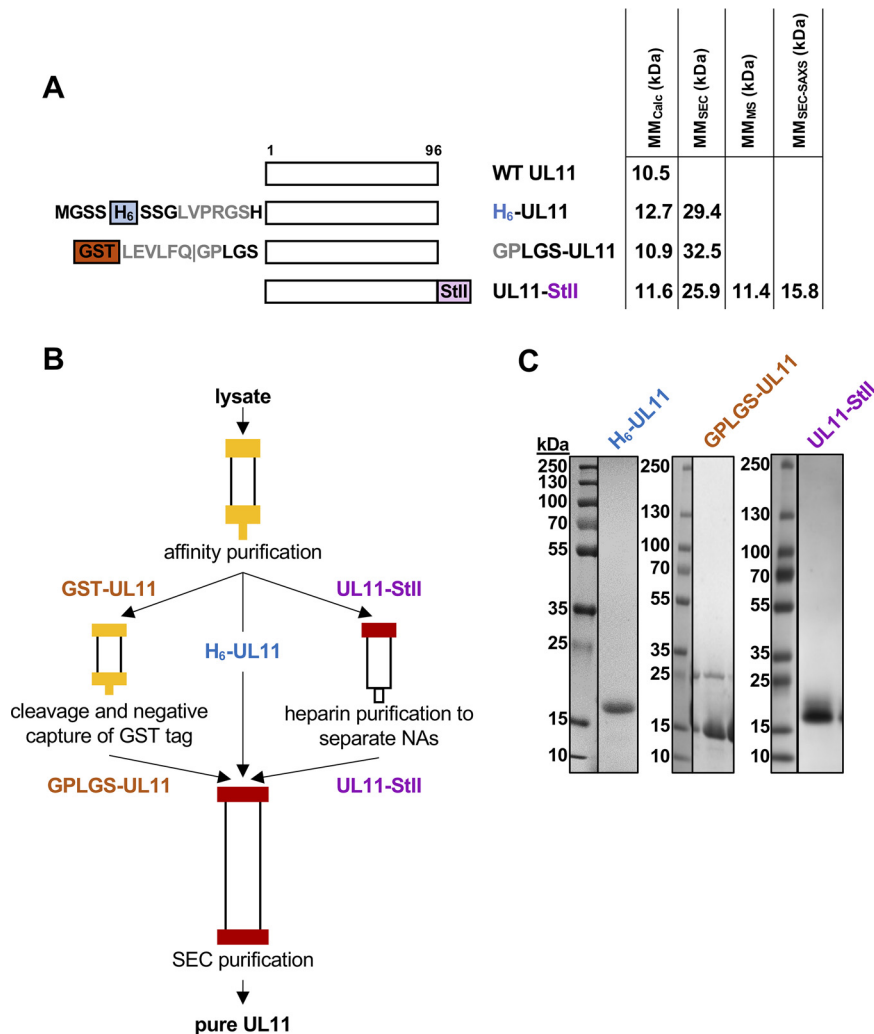 A
MM_Calc (kDa) MM_SEC (kDa) MM_MS (kDa) MM_SEC-SAXS (kDa)
1 96
WT UL11 10.5
MGSS H₆ SSGLVPRGSH H₆-UL11 12.7 29.4
GST LEVLFQ|GPLGS GPLGS-UL11 10.9 32.5
StII UL11-StII 11.6 25.9 11.4 15.8
B
lysate
affinity purification
GST-UL11 UL11-StII
H₆-UL11
cleavage and negative
capture of GST tag
heparin purification to
separate NAs
GPLGS-UL11 UL11-StII
SEC purification
pure UL11
C
H₆-UL11 GPLGS-UL11 UL11-StII
kDa
250
130
100
70
55
35
25
15
10
250
130
100
70
55
35
25
15
10
250
130
100
70
55
35
25
15
10